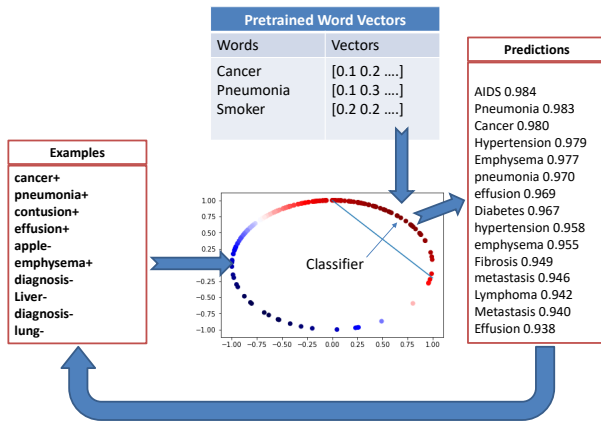 Pretrained Word Vectors
Words Vectors
Cancer [0.1 0.2 ....]
Pneumonia [0.1 0.3 ....]
Smoker [0.2 0.2 ....]
Predictions
AIDS 0.984
Pneumonia 0.983
Cancer 0.980
Hypertension 0.979
Emphysema 0.977
pneumonia 0.970
effusion 0.969
Diabetes 0.967
hypertension 0.958
emphysema 0.955
Fibrosis 0.949
metastasis 0.946
Lymphoma 0.942
Metastasis 0.940
Effusion 0.938
Examples
cancer+
pneumonia+
contusion+
effusion+
apple-
emphysema+
diagnosis-
Liver-
diagnosis-
lung-
1.00
0.75
0.50
0.25
0.00
−0.25
−0.50
−0.75
−1.00
−1.00 −0.75 −0.50 −0.25 0.00 0.25 0.50 0.75 1.00
Classifier